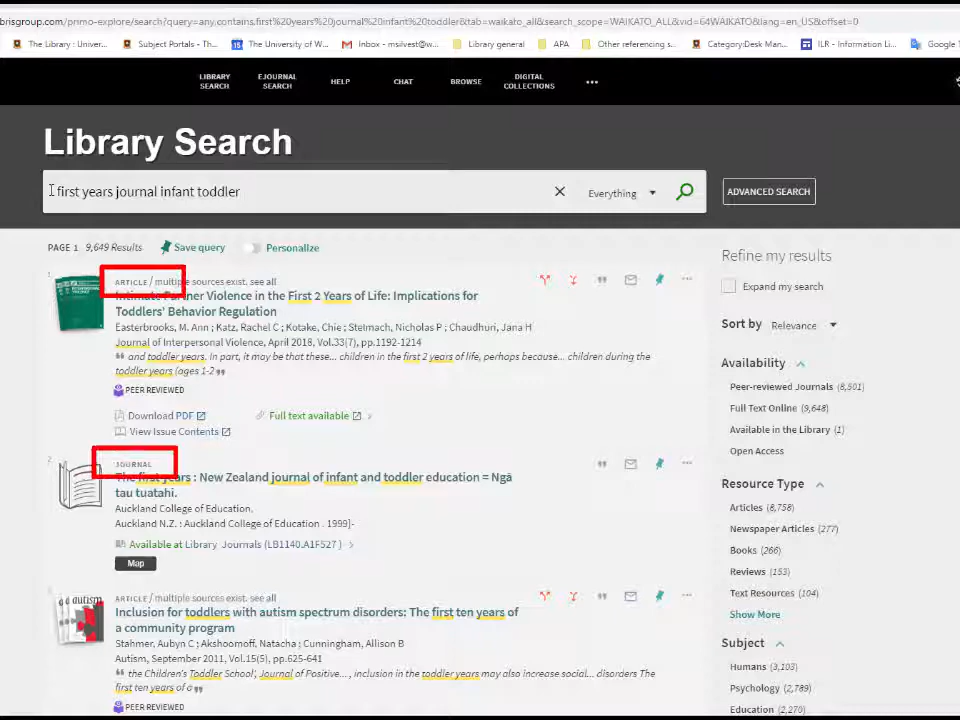 brisgroup.com/primo-explore/search?query=any,contains,first%20years%20journal%20infant%20toddler&tab=waikato_all&search_scope=WAIKATO_ALL&vid=64WAIKATO&lang=en_US&offset=0
The Library : Univer... Subject Portals - Th... The University of W... Inbox - msilvest@w... Library general APA Other referencing s... Category:Desk Man... ILR - Information Li... Google
LIBRARY SEARCH EJOURNAL SEARCH HELP CHAT BROWSE DIGITAL COLLECTIONS ...
Library Search
first years journal infant toddler Everything ADVANCED SEARCH
PAGE 1 9,649 Results Save query Personalize
Refine my results
1 ARTICLE / multiple sources exist. see all
Expand my search
Intimate Partner Violence in the First 2 Years of Life: Implications for
Toddlers' Behavior Regulation
Sort by Relevance
Easterbrooks, M. Ann ; Katz, Rachel C ; Kotake, Chie ; Stelmach, Nicholas P ; Chaudhuri, Jana H
Journal of Interpersonal Violence, April 2018, Vol.33(7), pp.1192-1214
and toddler years. In part, it may be that these... children in the first 2 years of life, perhaps because... children during the
toddler years (ages 1-2
Availability
Peer-reviewed Journals (8,501)
PEER REVIEWED
Full Text Online (9,648)
Download PDF Full text available
Available in the Library (1)
View Issue Contents
Open Access
2 JOURNAL
The first years : New Zealand journal of infant and toddler education = Ngā
tau tuatahi.
Resource Type
Auckland College of Education.
Articles (8,758)
Auckland N.Z. : Auckland College of Education . 1999]-
Newspaper Articles (277)
Available at Library Journals (LB1140.A1F527 )
Books (266)
Map
Reviews (153)
3 ARTICLE / multiple sources exist. see all
Text Resources (104)
autism
Inclusion for toddlers with autism spectrum disorders: The first ten years of
a community program
Show More
Stahmer, Aubyn C ; Akshoomoff, Natacha ; Cunningham, Allison B
Subject
Autism, September 2011, Vol.15(5), pp.625-641
Humans (3,103)
the Children's Toddler School', Journal of Positive... , inclusion in the toddler years may also increase social... disorders The
first ten years of o
Psychology (2,789)
PEER REVIEWED
Education (2,270)